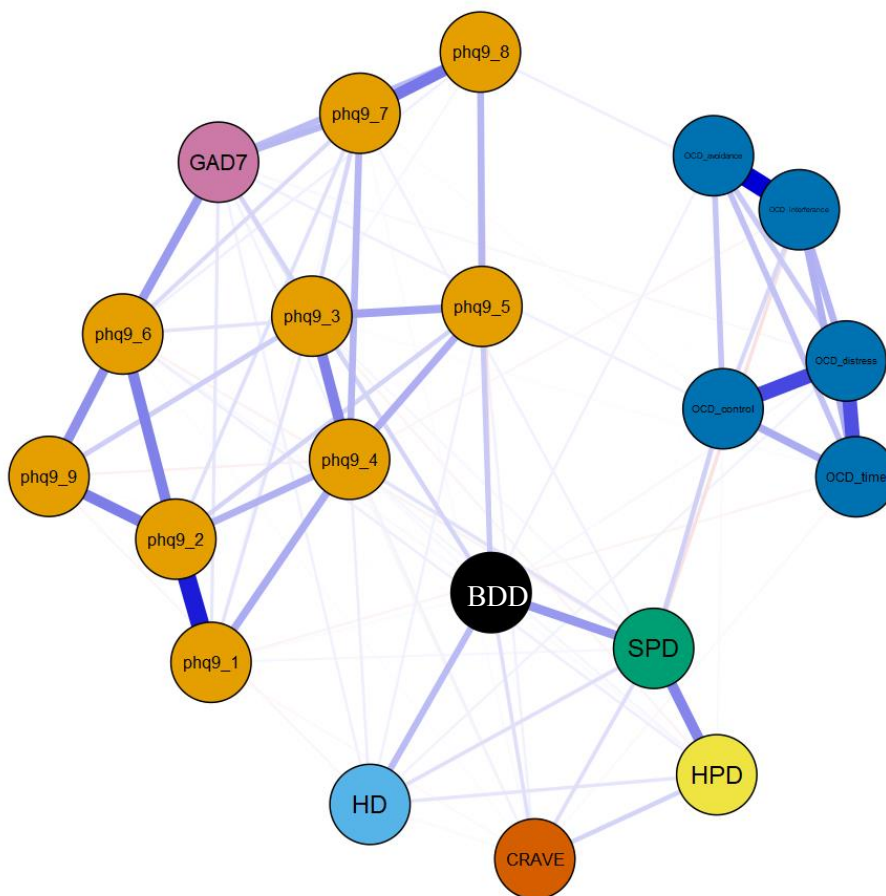 phq9_8
phq9_7
GAD7
OCD_avoidance
OCD_interference
phq9_5
phq9_3
phq9_6
OCD_distress
OCD_control
phq9_4
phq9_9
OCD_time
phq9_2
BDD
SPD
phq9_1
HPD
HD
CRAVE